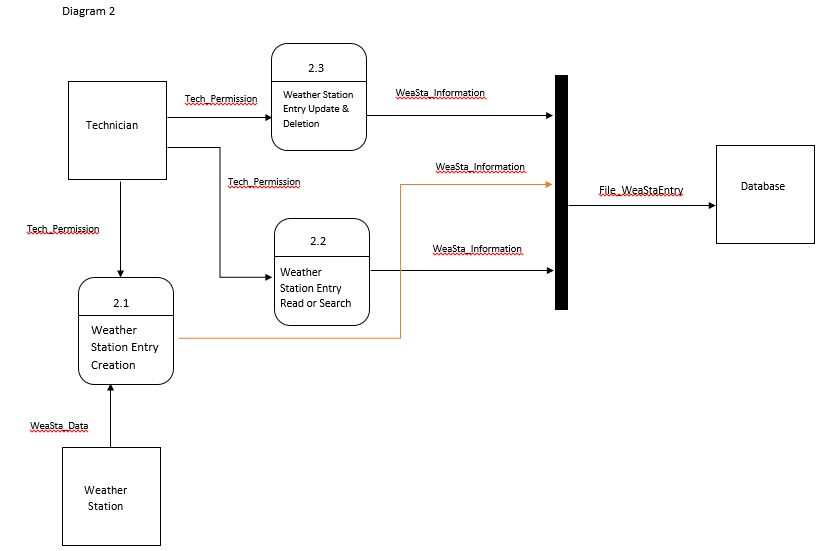 Diagram 2
2.3
Weather Station
Entry Update &
Deletion
WeaSta_Information
Tech_Permission
Technician
WeaSta_Information
Tech_Permission
File_WeaStaEntry
Database
Tech_Permission
2.2
Weather
Station Entry
Read or Search
WeaSta_Information
2.1
Weather
Station Entry
Creation
WeaSta_Data
Weather
Station